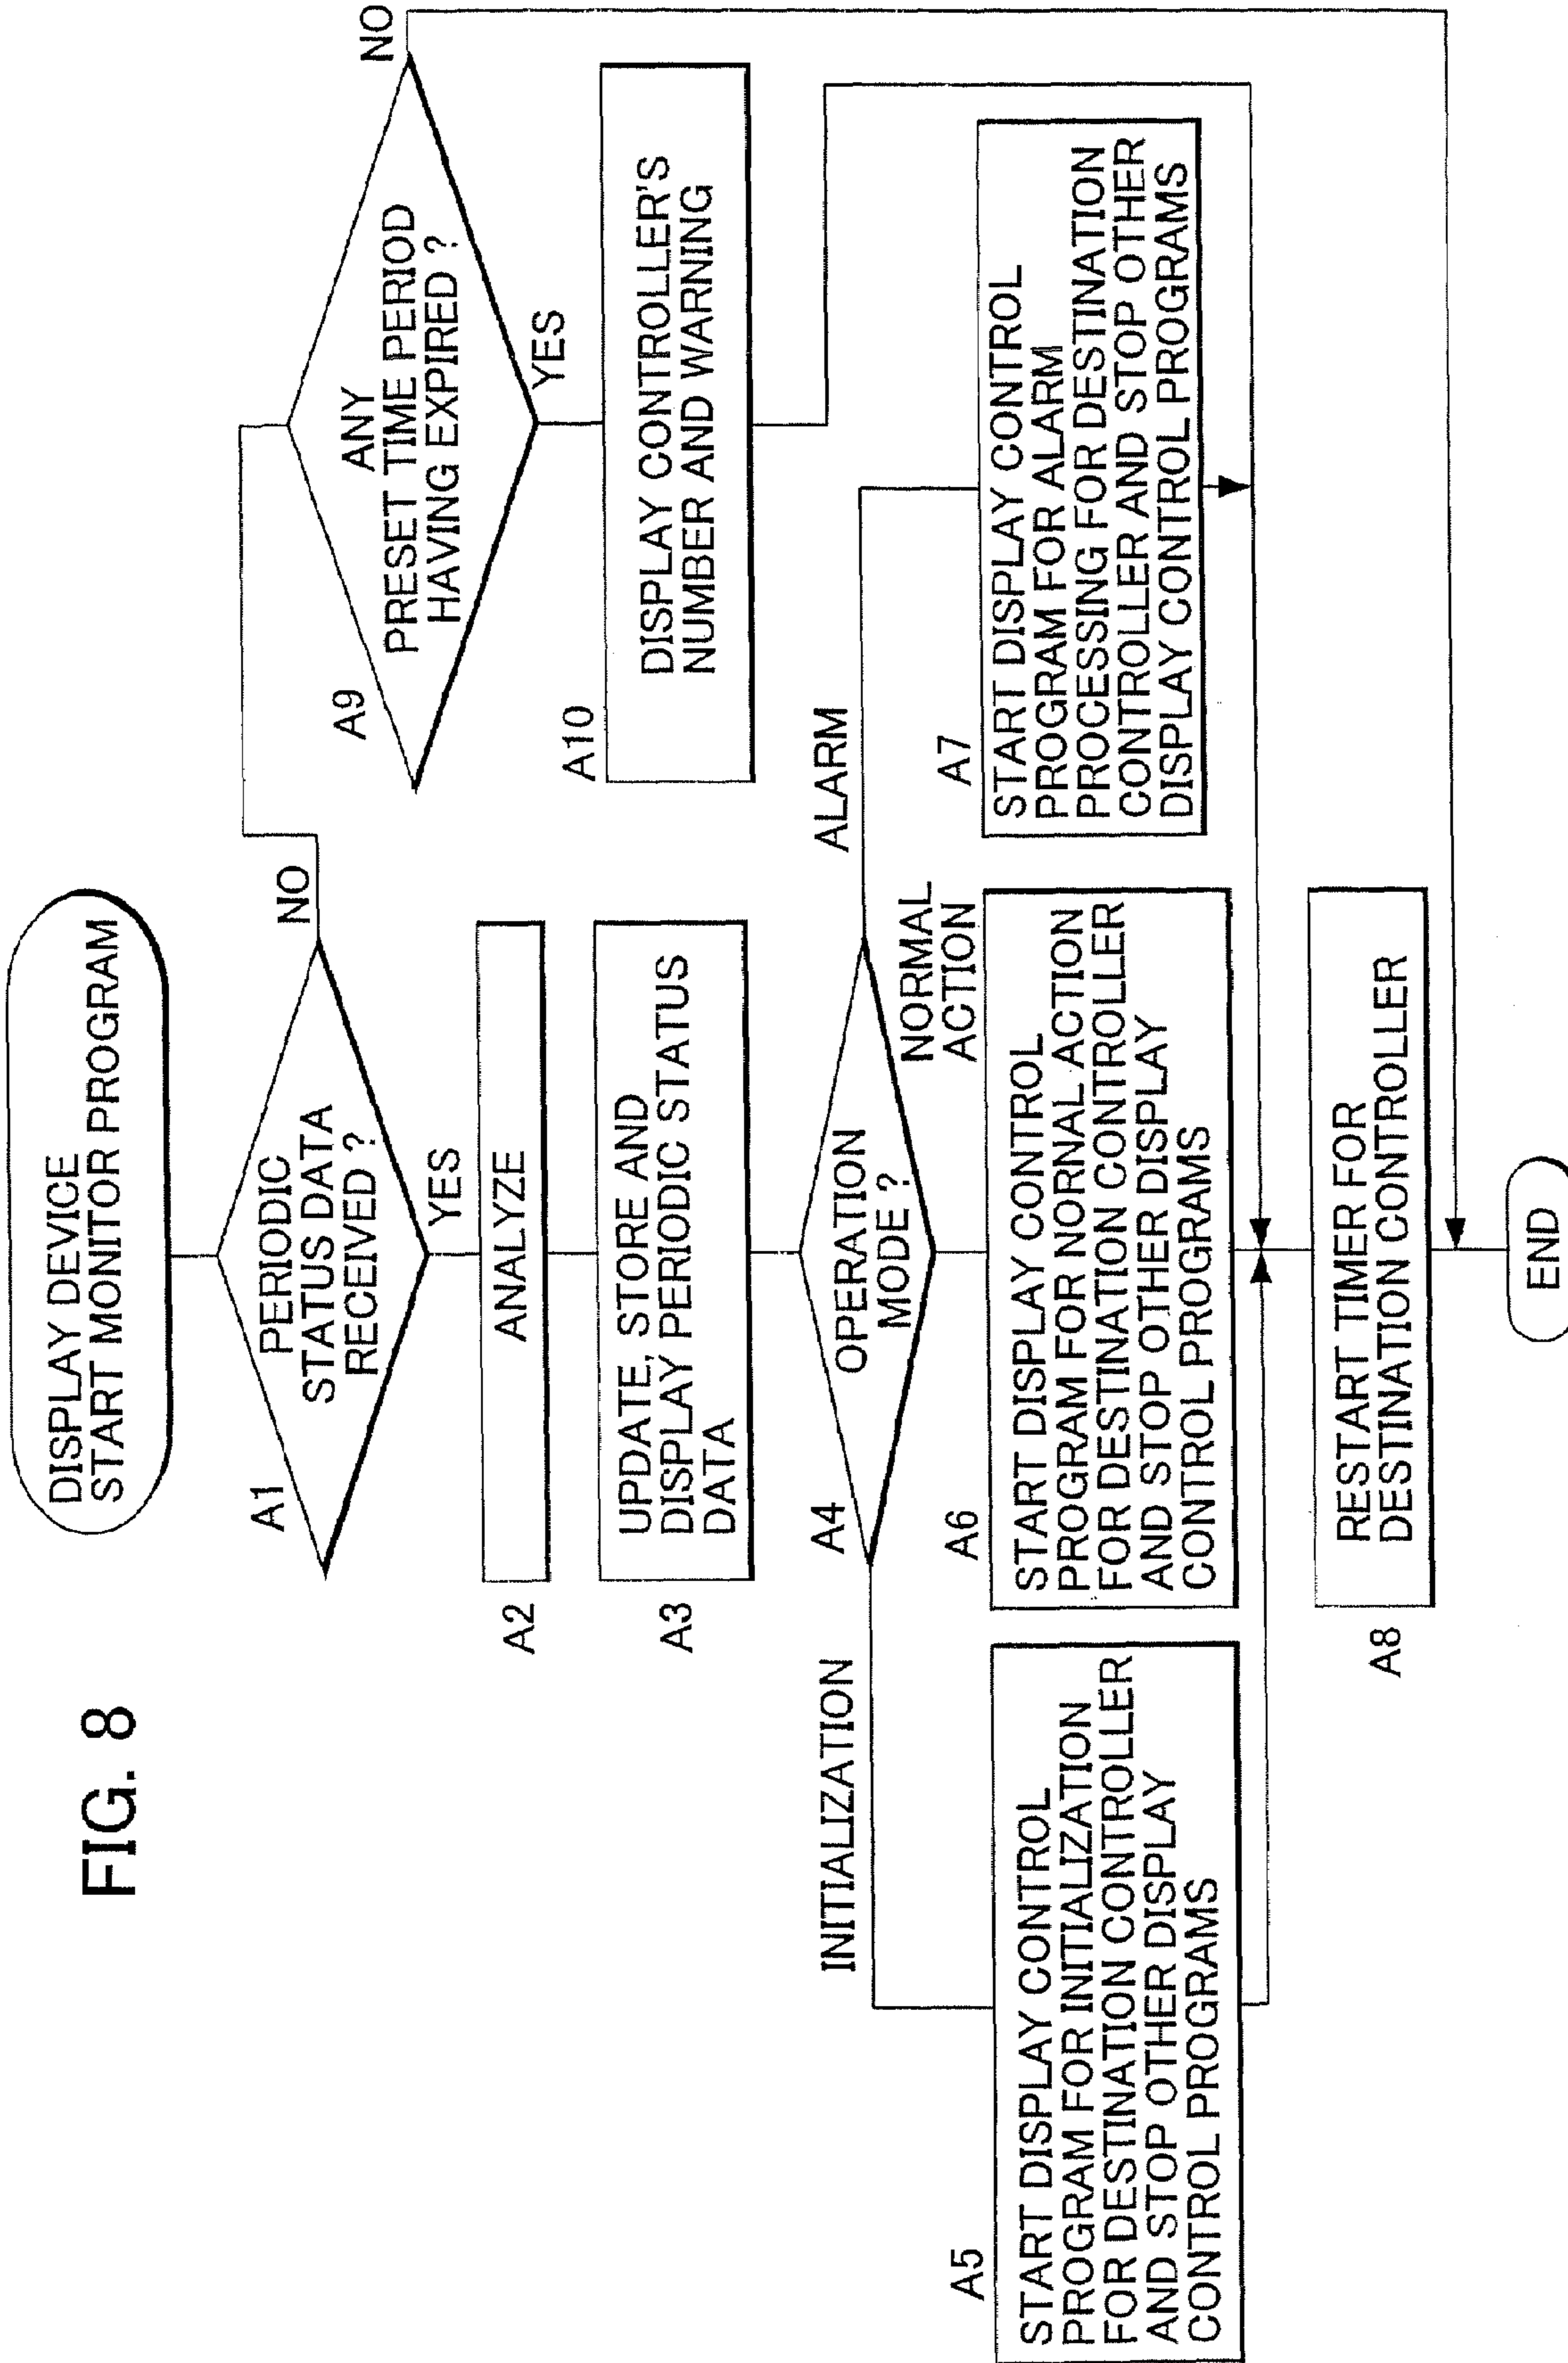 FIG. 8
DISPLAY DEVICE
START MONITOR PROGRAM
A1
PERIODIC
STATUS DATA
RECEIVED ?
NO
YES
A2
ANALYZE
A3
UPDATE, STORE AND
DISPLAY PERIODIC STATUS
DATA
A4
OPERATION
MODE ?
INITIALIZATION
NORMAL
ACTION
ALARM
A5
START DISPLAY CONTROL
PROGRAM FOR INITIALIZATION
FOR DESTINATION CONTROLLER
AND STOP OTHER DISPLAY
CONTROL PROGRAMS
A6
START DISPLAY CONTROL
PROGRAM FOR NORNAL ACTION
FOR DESTINATION CONTROLLER
AND STOP OTHER DISPLAY
CONTROL PROGRAMS
A7
START DISPLAY CONTROL
PROGRAM FOR ALARM
PROCESSING FOR DESTINATION
CONTROLLER AND STOP OTHER
DISPLAY CONTROL PROGRAMS
A8
RESTART TIMER FOR
DESTINATION CONTROLLER
A9
ANY
PRESET TIME PERIOD
HAVING EXPIRED ?
NO
YES
A10
DISPLAY CONTROLLER'S
NUMBER AND WARNING
END